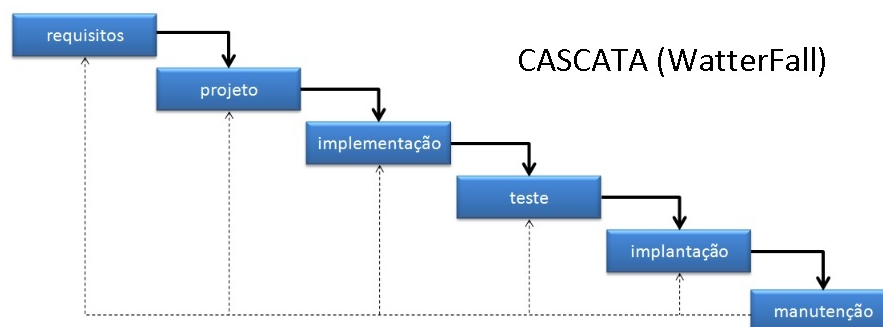 requisitos
CASCATA (WatterFall)
projeto
implementação
teste
implantação
manutenção